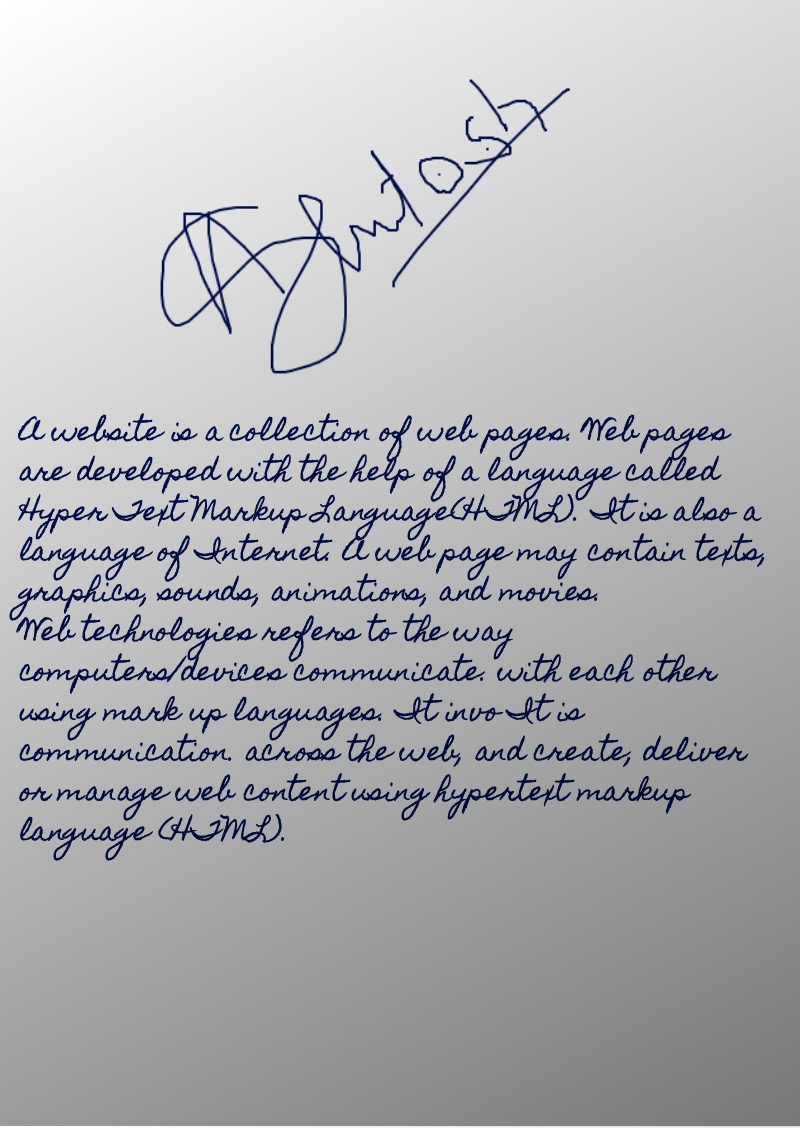 A website is a collection of web pages. Web pages
are developed with the help of a language called
Hyper Text Markup Language(HTML). It is also a
language of Internet. A web page may contain texts,
graphics, sounds, animations, and movies.
Web technologies refers to the way
computers/devices communicate. with each other
using mark up languages. It invo It is
communication. across the web, and create, deliver
or manage web content using hypertext markup
language (HTML).